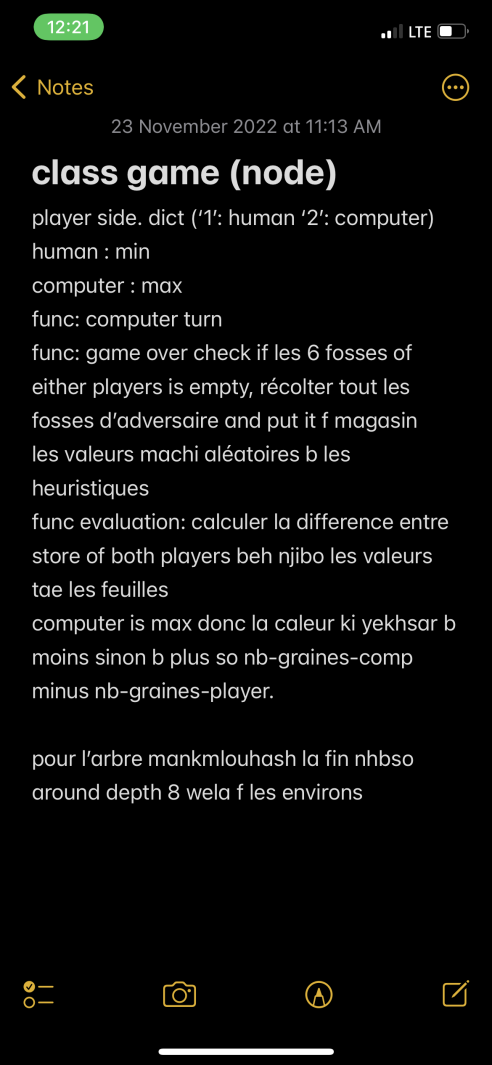 12:21
LTE
Notes
23 November 2022 at 11:13 AM
class game (node)
player side. dict (‘1’: human ‘2’: computer)
human : min
computer : max
func: computer turn
func: game over check if les 6 fosses of
either players is empty, récolter tout les
fosses d’adversaire and put it f magasin
les valeurs machi aléatoires b les
heuristiques
func evaluation: calculer la difference entre
store of both players beh njibo les valeurs
tae les feuilles
computer is max donc la caleur ki yekhsar b
moins sinon b plus so nb-graines-comp
minus nb-graines-player.
pour l’arbre mankmlouhash la fin nhbso
around depth 8 wela f les environs